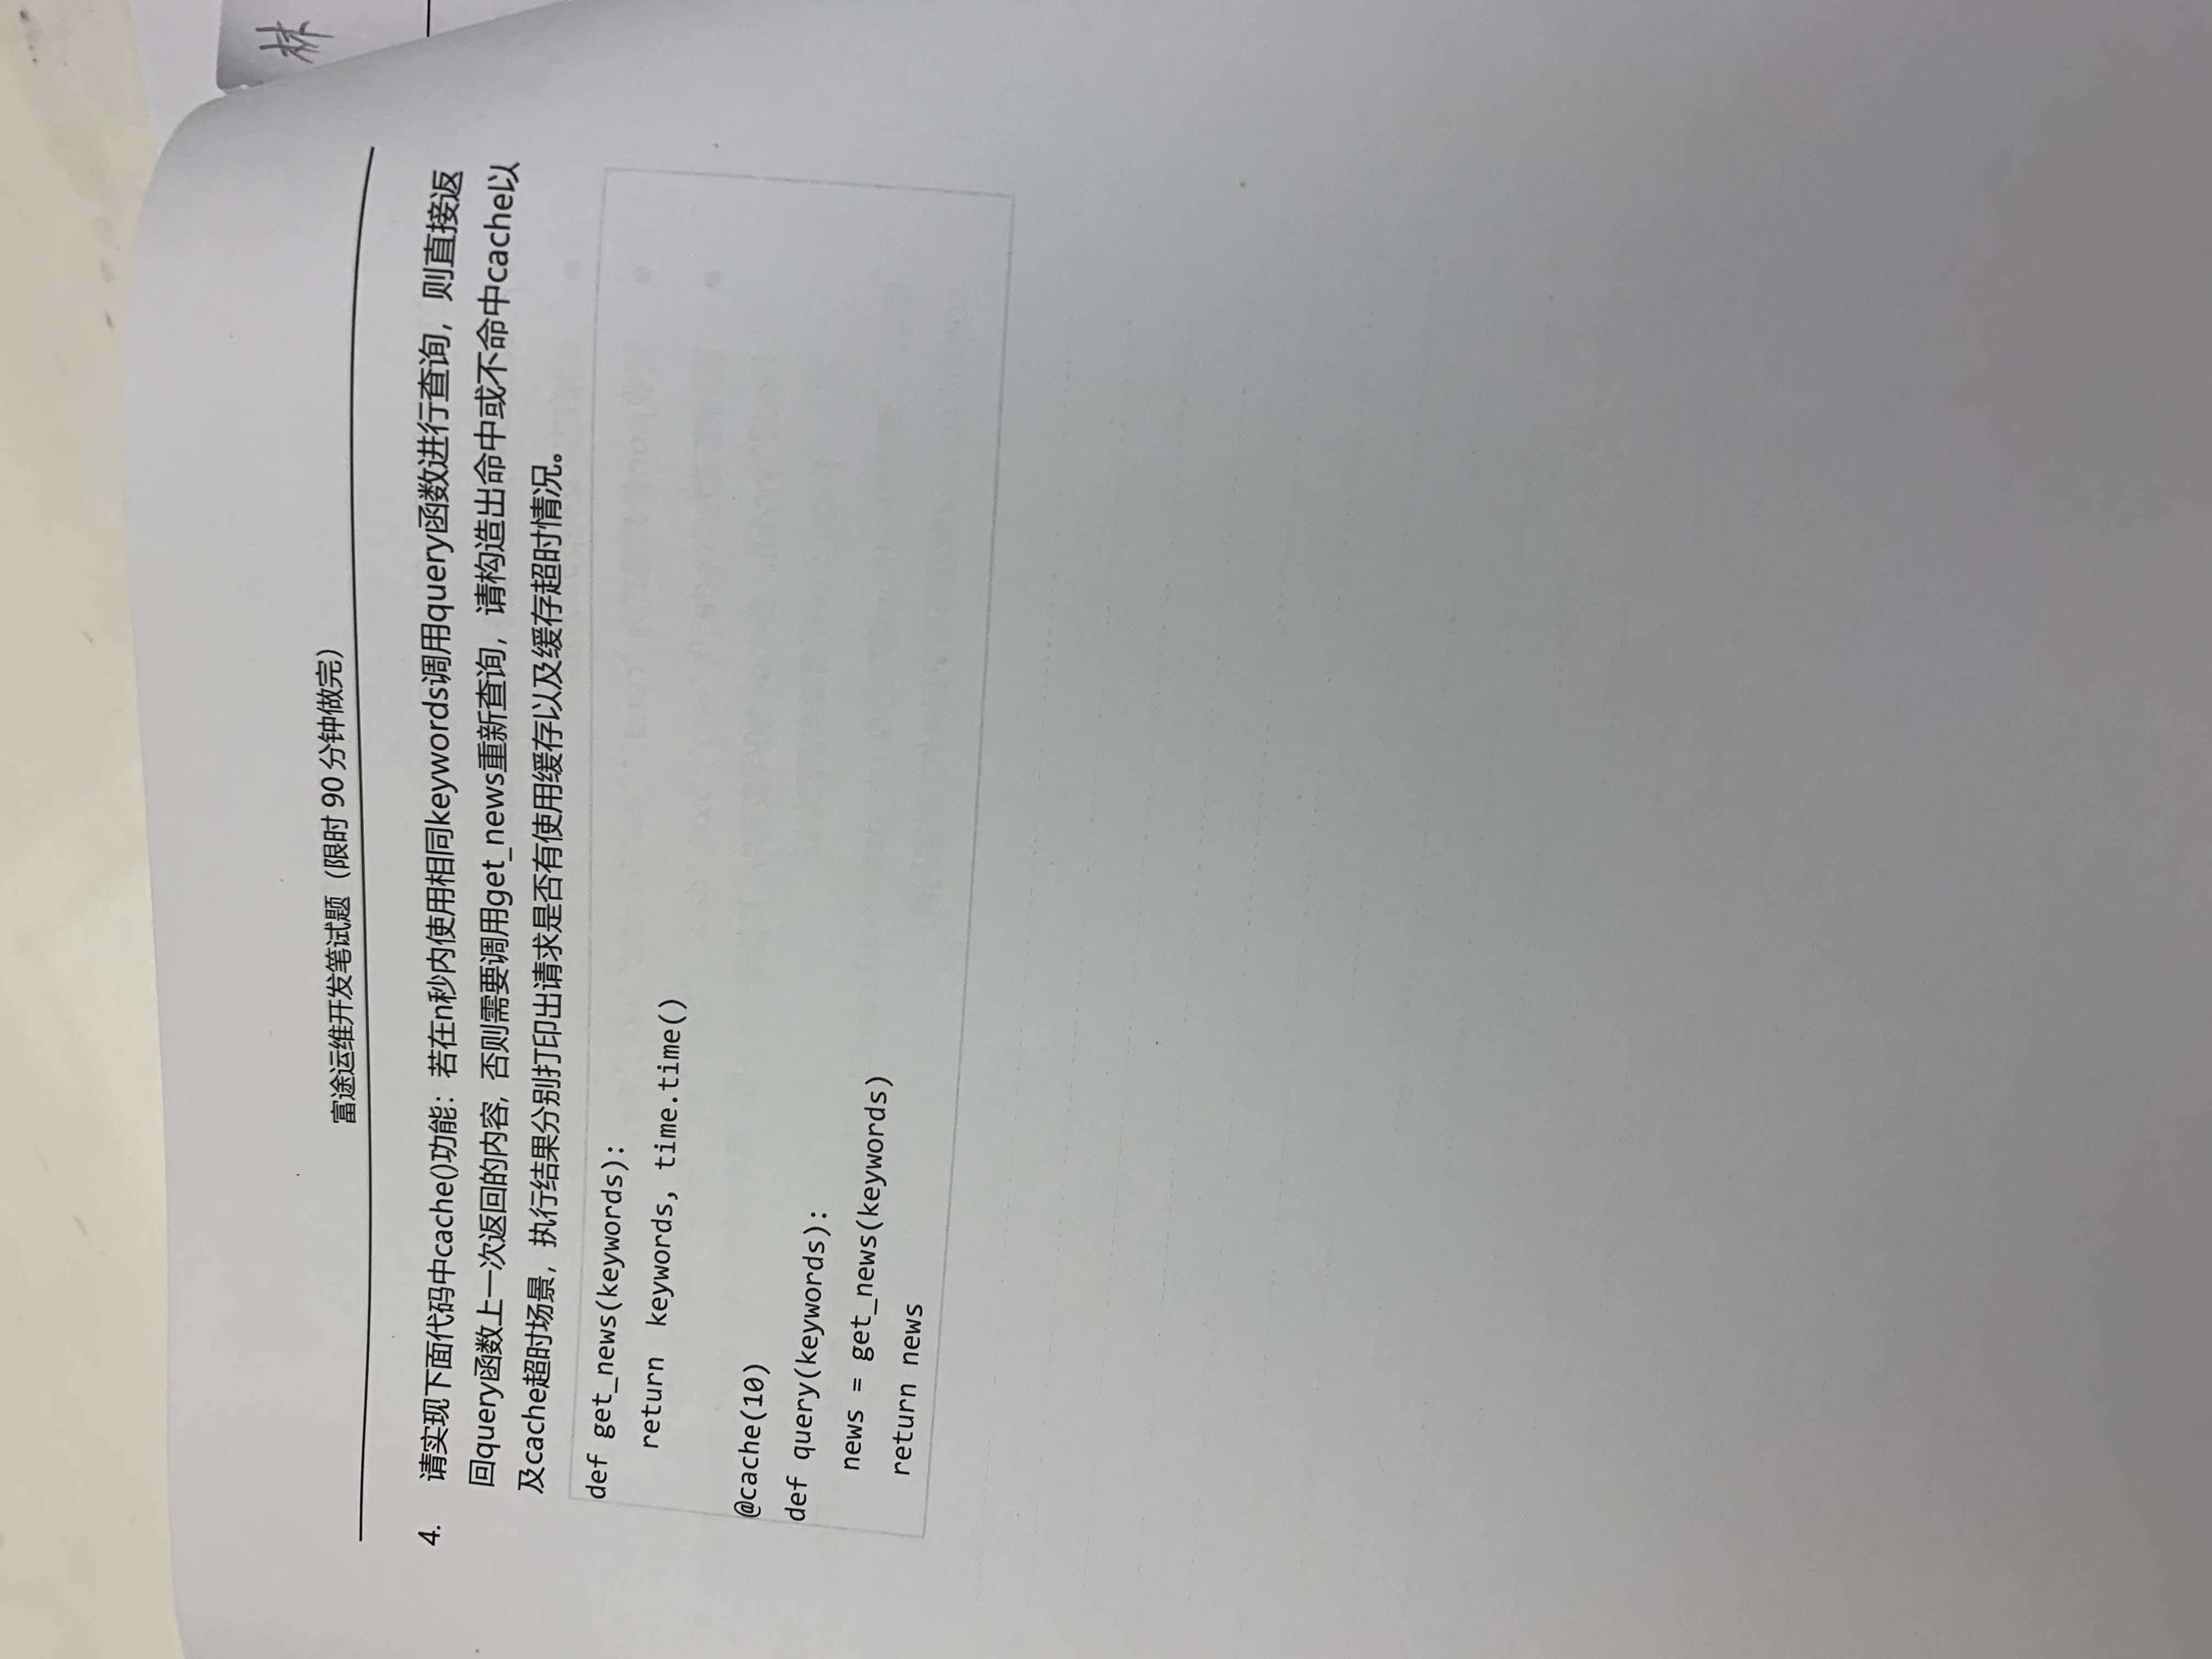 林
富途运维开发笔试题（限时 90 分钟做完）
4. 请实现下面代码中cache()功能：若在n秒内使用相同keywords调用query函数进行查询，则直接返
回query函数上一次返回的内容, 否则需要调用get_news重新查询，请构造出命中或不命中cache以
及cache超时场景，执行结果分别打印出请求是否有使用缓存以及缓存超时情况。
def get_news(keywords):
return keywords, time.time()
@cache(10)
def query(keywords):
news = get_news(keywords)
return news